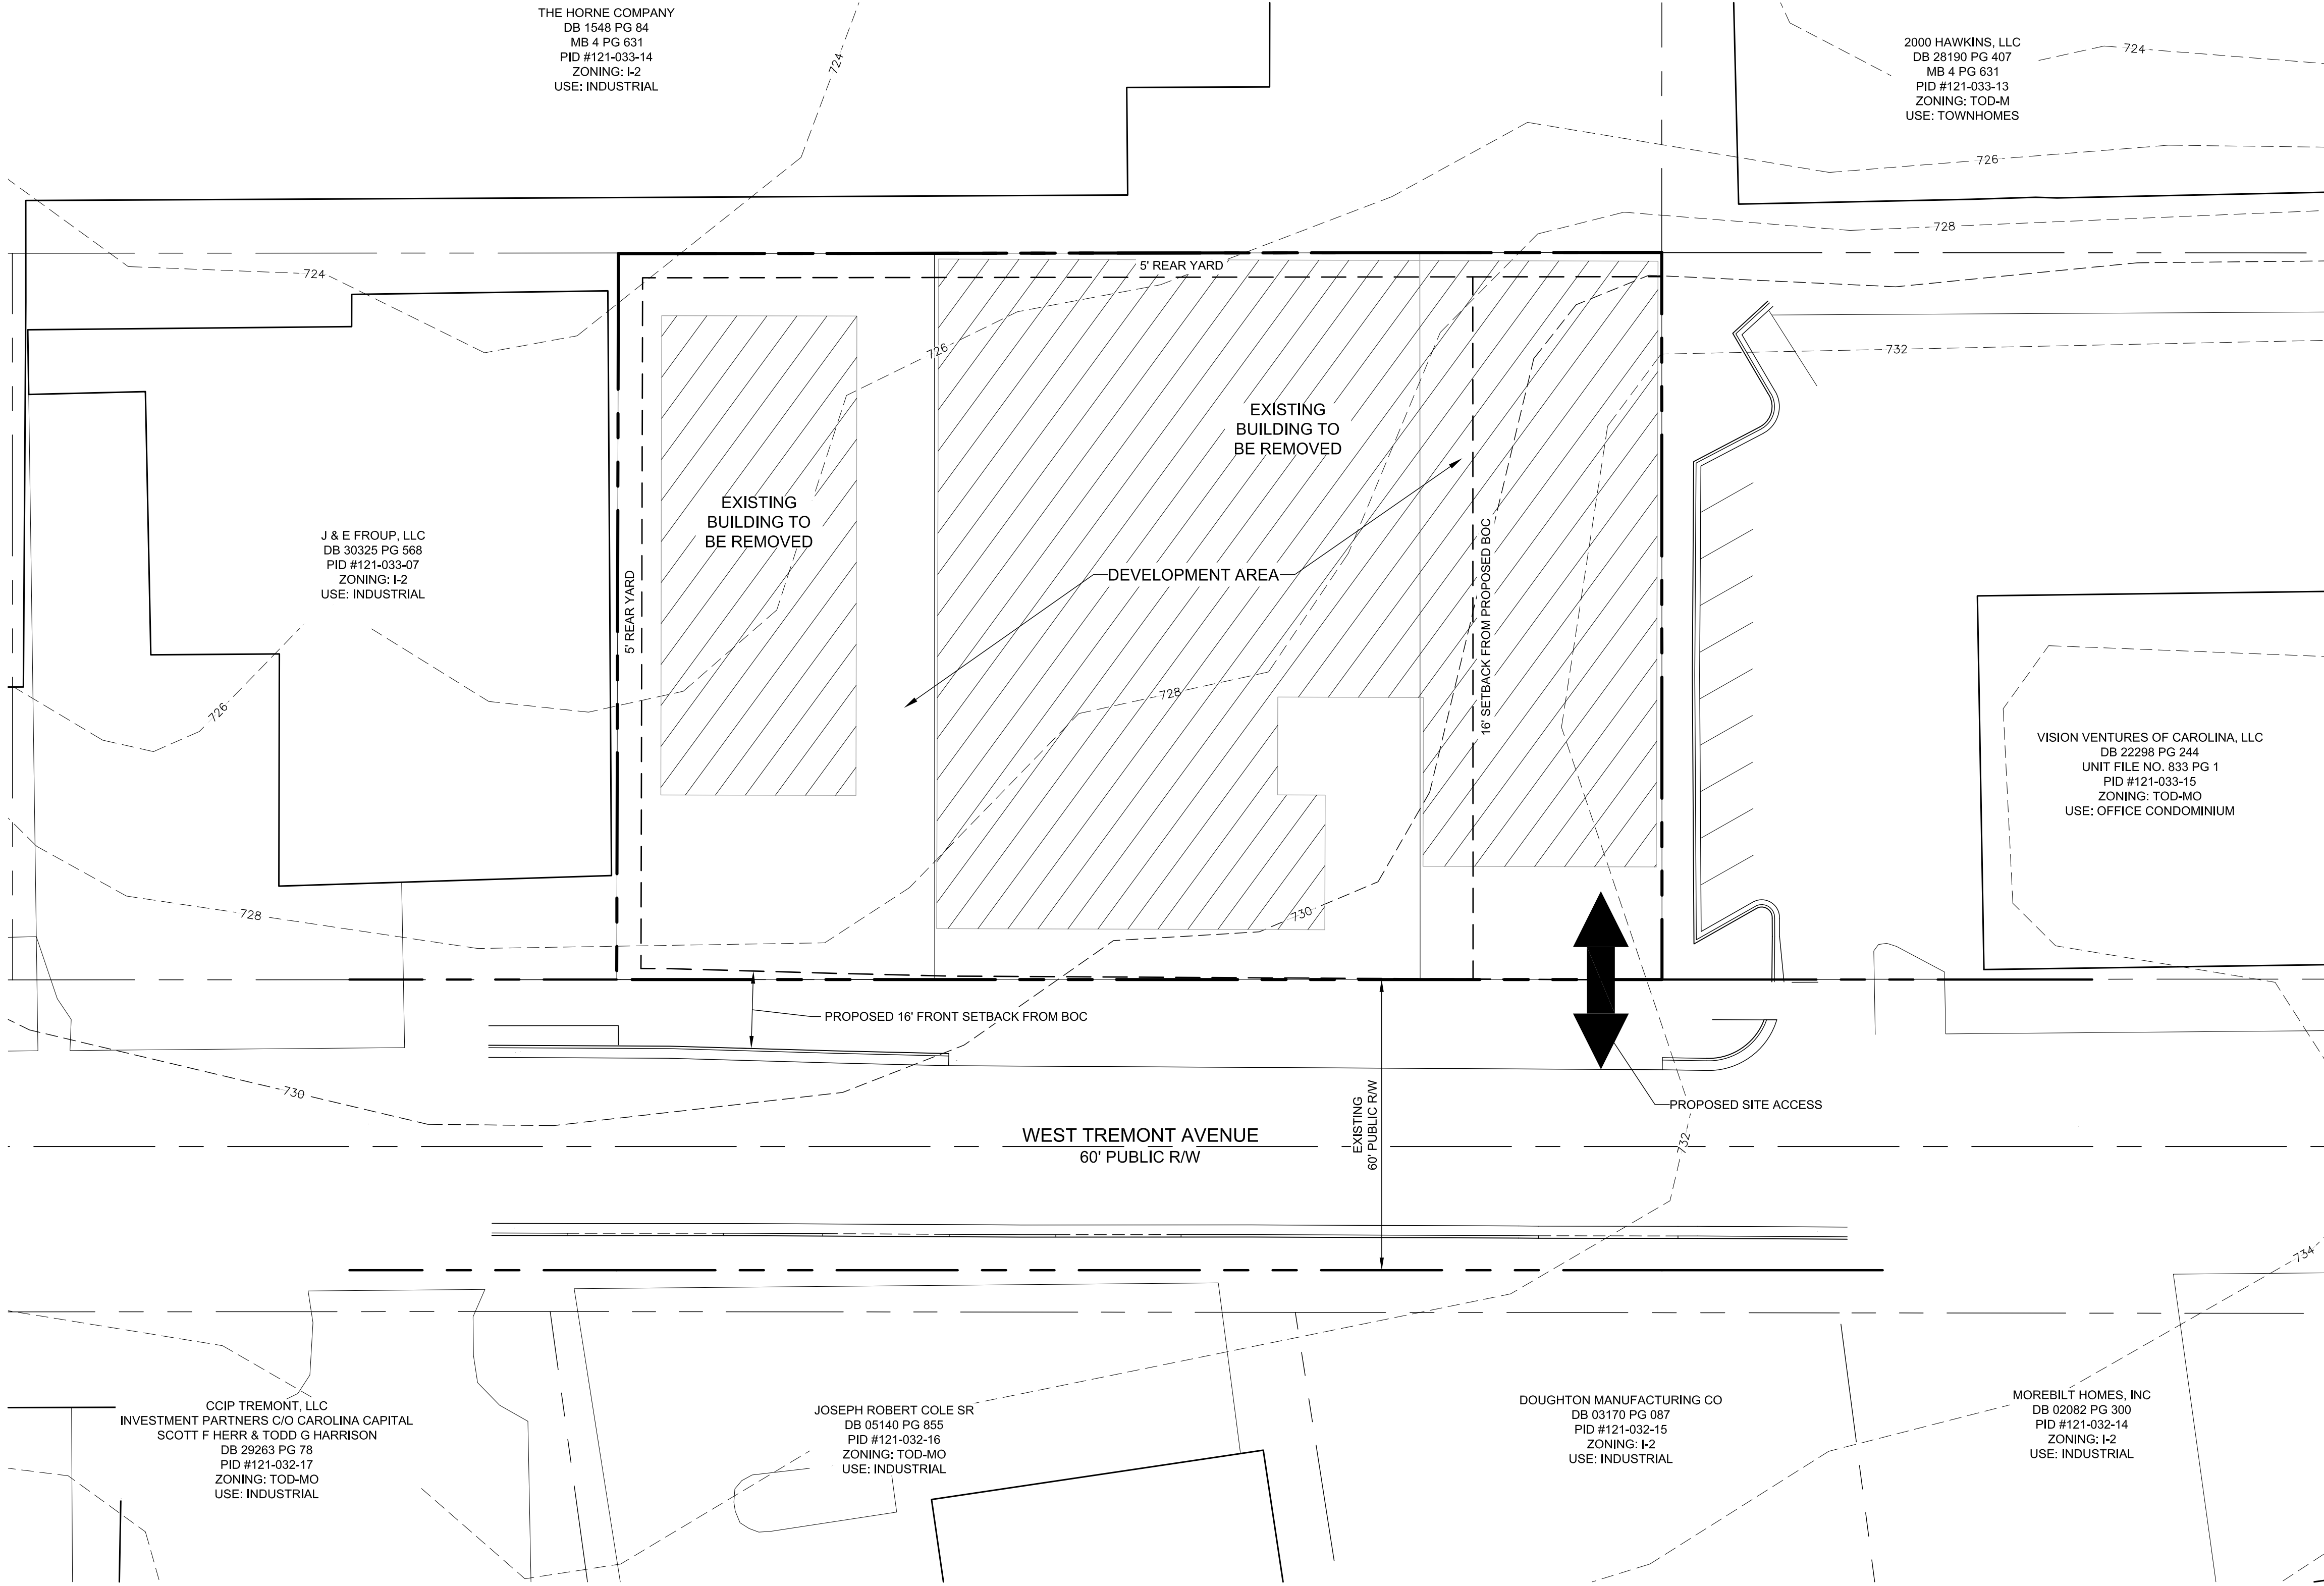 THE HORNE COMPANY
DB 1548 PG 84
MB 4 PG 631
PID #121-033-14
ZONING: I-2
USE: INDUSTRIAL
724
2000 HAWKINS, LLC
DB 28190 PG 407
MB 4 PG 631
PID #121-033-13
ZONING: TOD-M
USE: TOWNHOMES
724
726
728
724
5' REAR YARD
726
732
EXISTING
BUILDING TO
BE REMOVED
EXISTING
BUILDING TO
BE REMOVED
J & E FROUP, LLC
DB 30325 PG 568
PID #121-033-07
ZONING: I-2
USE: INDUSTRIAL
5' REAR YARD
DEVELOPMENT AREA
16' SETBACK FROM PROPOSED BOC
726
728
VISION VENTURES OF CAROLINA, LLC
DB 22298 PG 244
UNIT FILE NO. 833 PG 1
PID #121-033-15
ZONING: TOD-MO
USE: OFFICE CONDOMINIUM
728
730
PROPOSED 16' FRONT SETBACK FROM BOC
730
PROPOSED SITE ACCESS
WEST TREMONT AVENUE
60' PUBLIC R/W
EXISTING
60' PUBLIC R/W
732
734
CCIP TREMONT, LLC
INVESTMENT PARTNERS C/O CAROLINA CAPITAL
SCOTT F HERR & TODD G HARRISON
DB 29263 PG 78
PID #121-032-17
ZONING: TOD-MO
USE: INDUSTRIAL
JOSEPH ROBERT COLE SR
DB 05140 PG 855
PID #121-032-16
ZONING: TOD-MO
USE: INDUSTRIAL
DOUGHTON MANUFACTURING CO
DB 03170 PG 087
PID #121-032-15
ZONING: I-2
USE: INDUSTRIAL
MOREBILT HOMES, INC
DB 02082 PG 300
PID #121-032-14
ZONING: I-2
USE: INDUSTRIAL